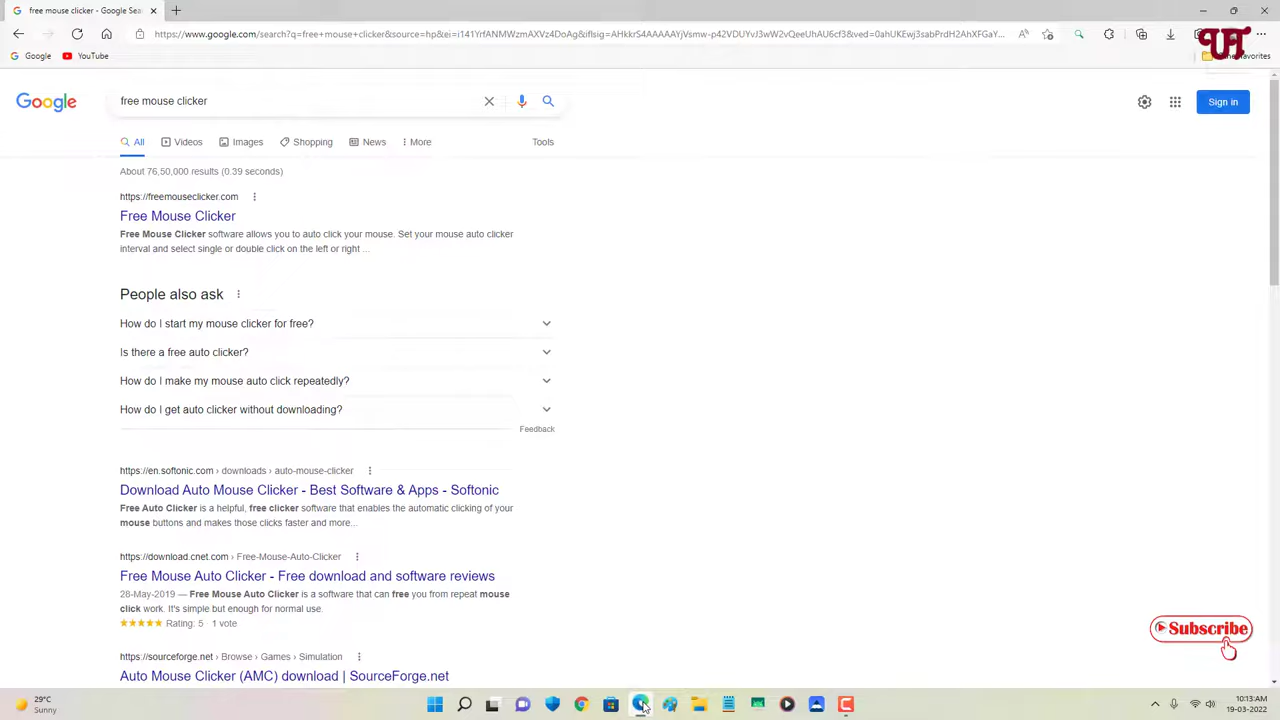 free mouse clicker - Google Sea
https://www.google.com/search?q=free+mouse+clicker&source=hp&ei=i141YrfANMWzmAXVz4DoAg&iflsig=AHkkrS4AAAAAYjVsmw-p42VDUYvJ3wW2vQeeUhAU6cf3&ved=0ahUKEwj3sabPrdH2AhXFGaY...
Google YouTube
UA
Google
free mouse clicker
Sign in
All Videos Images Shopping News More Tools
About 76,50,000 results (0.39 seconds)
https://freemouseclicker.com
Free Mouse Clicker
Free Mouse Clicker software allows you to auto click your mouse. Set your mouse auto clicker
interval and select single or double click on the left or right ...
People also ask
How do I start my mouse clicker for free?
Is there a free auto clicker?
How do I make my mouse auto click repeatedly?
How do I get auto clicker without downloading?
Feedback
https://en.softonic.com › downloads › auto-mouse-clicker
Download Auto Mouse Clicker - Best Software & Apps - Softonic
Free Auto Clicker is a helpful, free clicker software that enables the automatic clicking of your
mouse buttons and makes those clicks faster and more...
https://download.cnet.com › Free-Mouse-Auto-Clicker
Free Mouse Auto Clicker - Free download and software reviews
28-May-2019 — Free Mouse Auto Clicker is a software that can free you from repeat mouse
click work. It's simple but enough for normal use.
★★★★★ Rating: 5 · 1 vote
Subscribe
https://sourceforge.net › Browse › Games › Simulation
Auto Mouse Clicker (AMC) download | SourceForge.net
29°C
Sunny
10:13 AM
19-03-2022